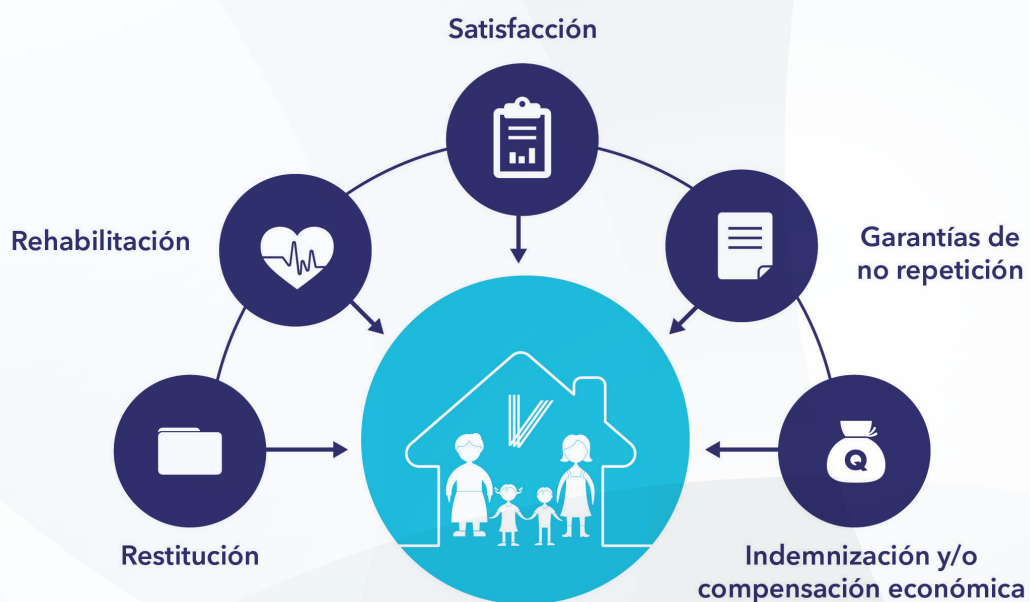 Satisfacción
Rehabilitación
Garantías de
no repetición
Q
Restitución
Indemnización y/o
compensación económica